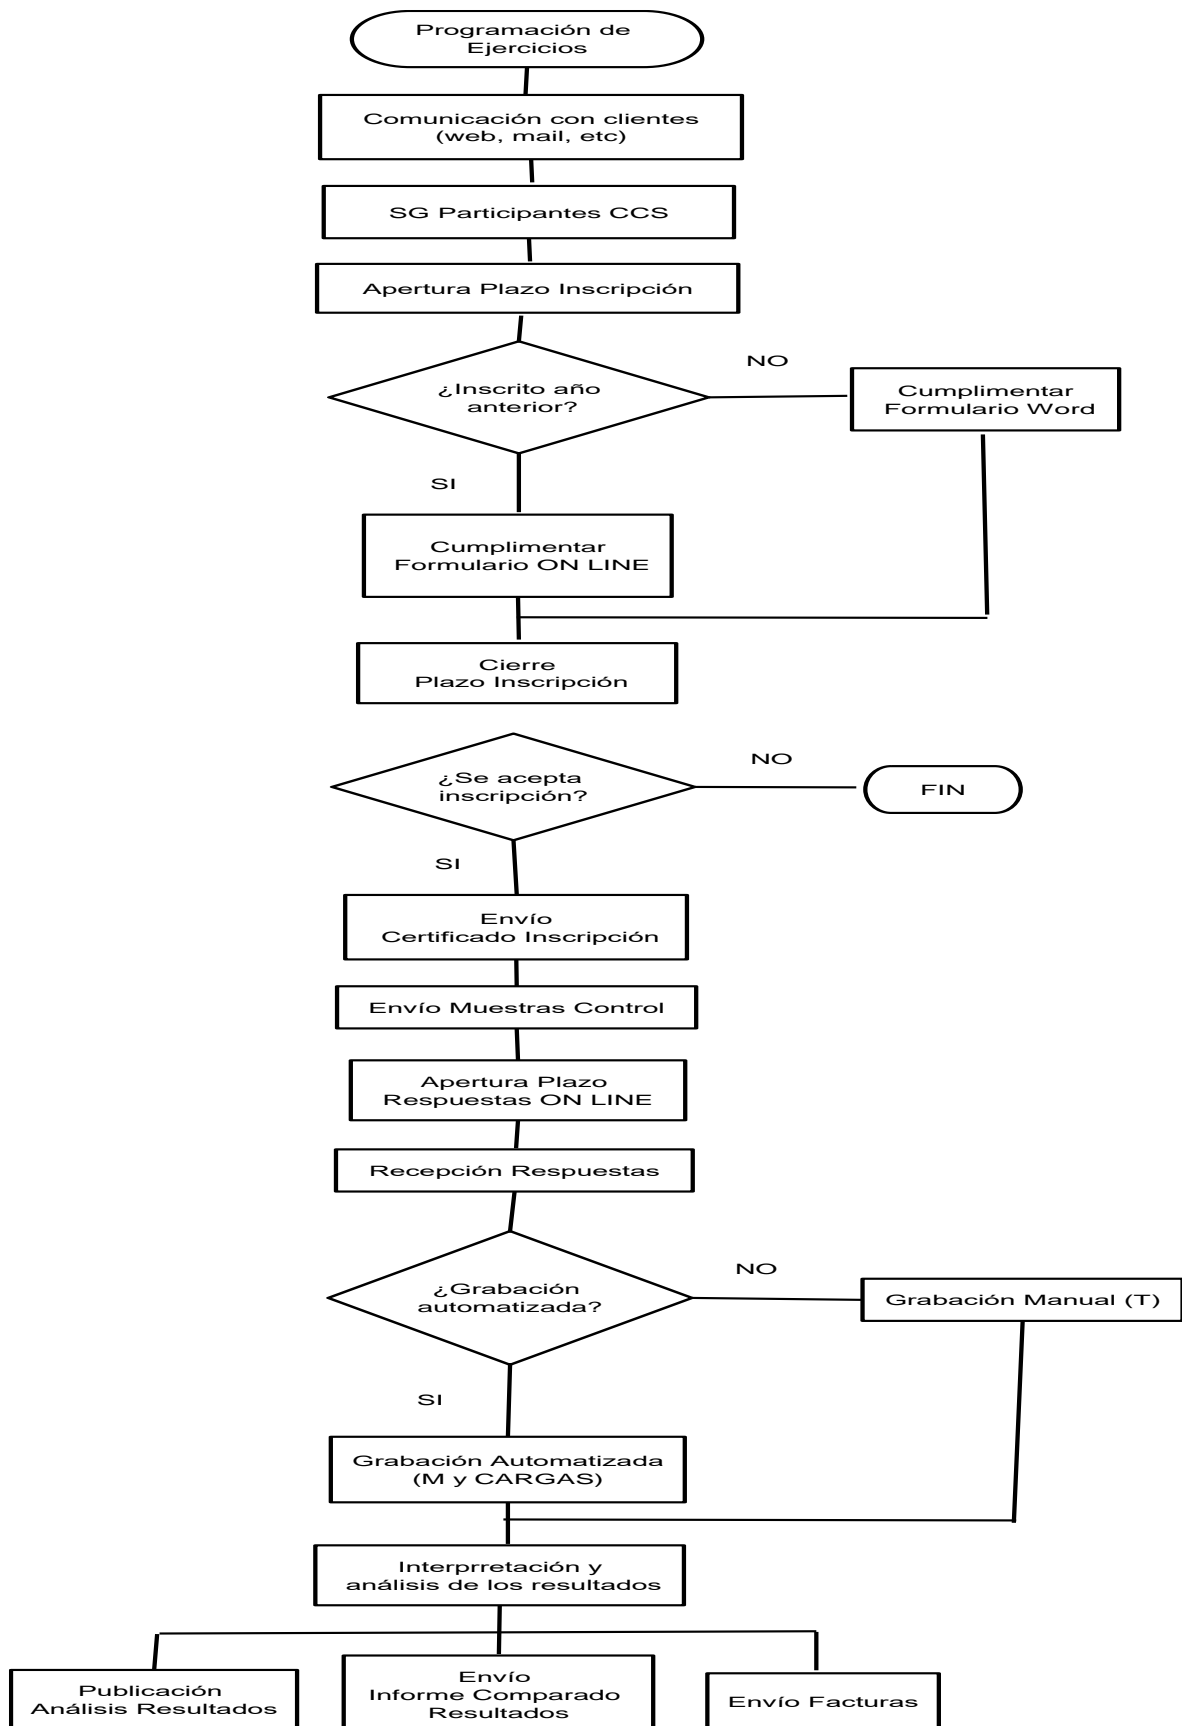 Programación de
Ejercicios
Comunicación con clientes
(web, mail, etc)
SG Participantes CCS
Apertura Plazo Inscripción
¿Inscrito año
anterior?
NO
Cumplimentar
Formulario Word
SI
Cumplimentar
Formulario ON LINE
Cierre
Plazo Inscripción
¿Se acepta
inscripción?
NO
FIN
SI
Envío
Certificado Inscripción
Envío Muestras Control
Apertura Plazo
Respuestas ON LINE
Recepción Respuestas
¿Grabación
automatizada?
NO
Grabación Manual (T)
SI
Grabación Automatizada
(M y CARGAS)
Interprretación y
análisis de los resultados
Publicación
Análisis Resultados
Envío
Informe Comparado
Resultados
Envío Facturas